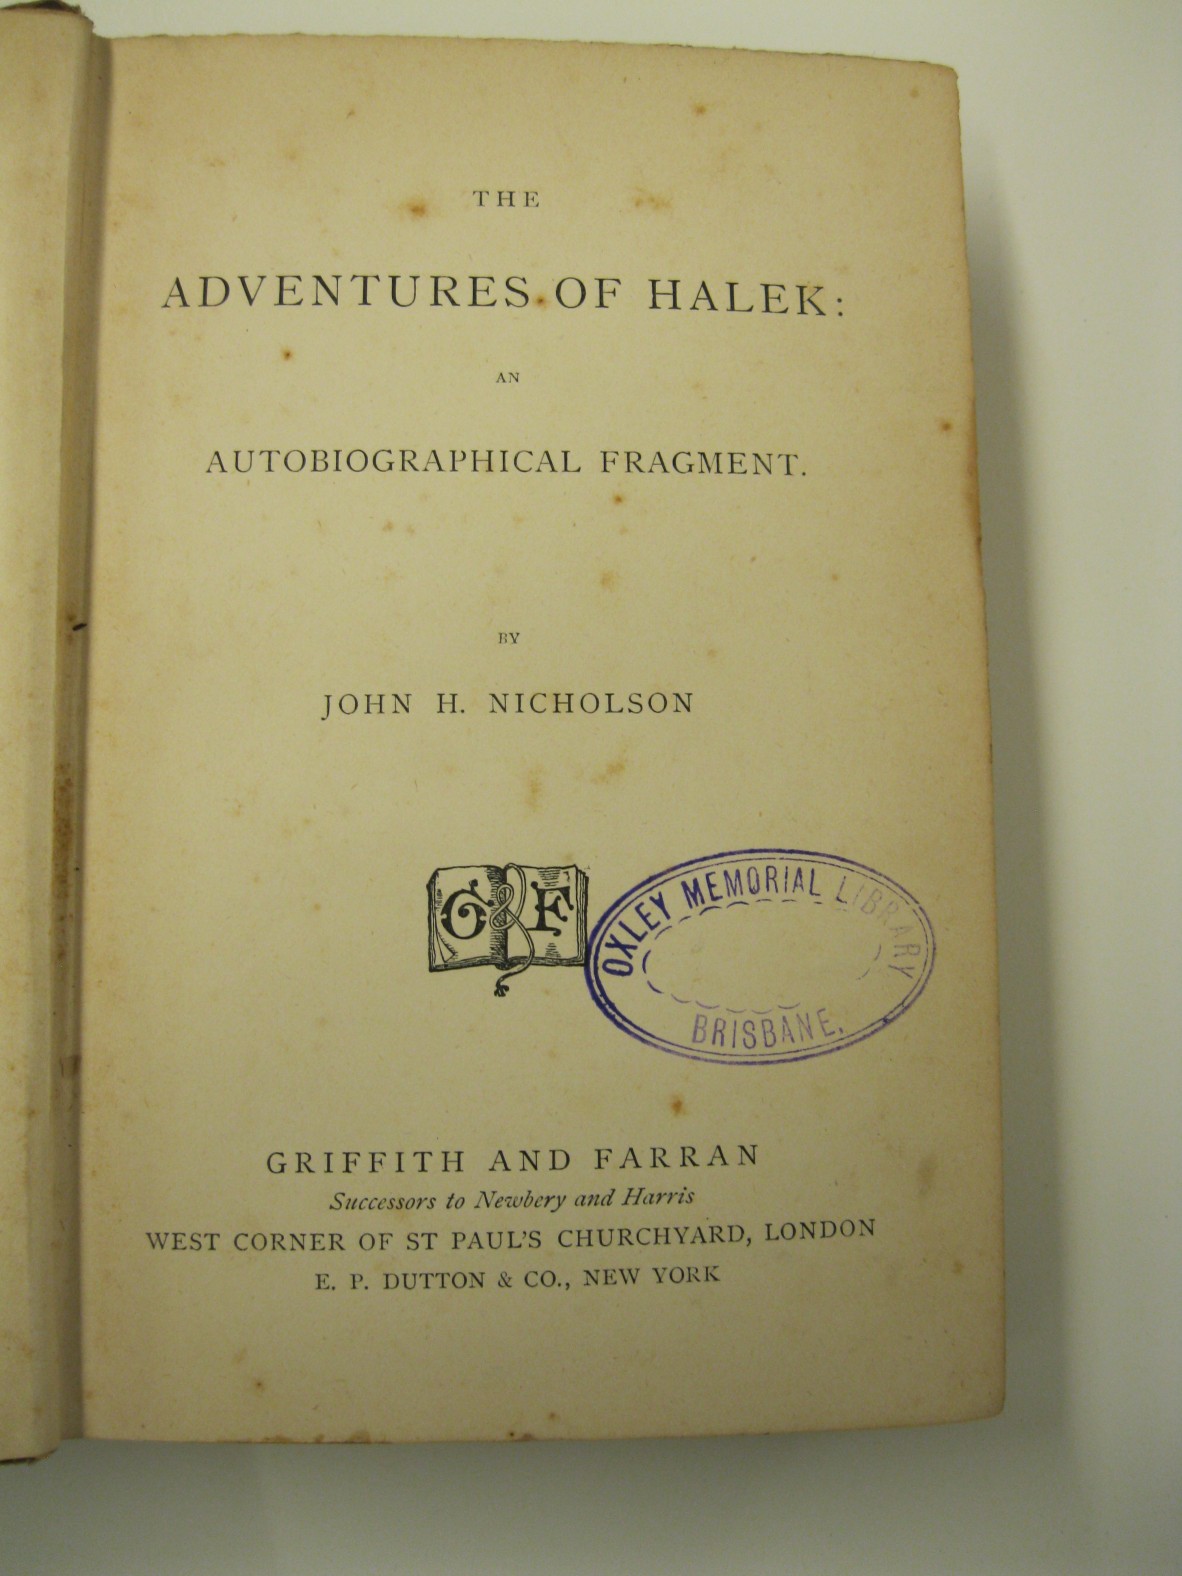 THE
ADVENTURES OF HALEK:
AN
AUTOBIOGRAPHICAL FRAGMENT.
BY
JOHN H. NICHOLSON
G & F
OXLEY MEMORIAL LIBRARY
BRISBANE.
GRIFFITH AND FARRAN
Successors to Newbery and Harris
WEST CORNER OF ST PAUL'S CHURCHYARD, LONDON
E. P. DUTTON & CO., NEW YORK